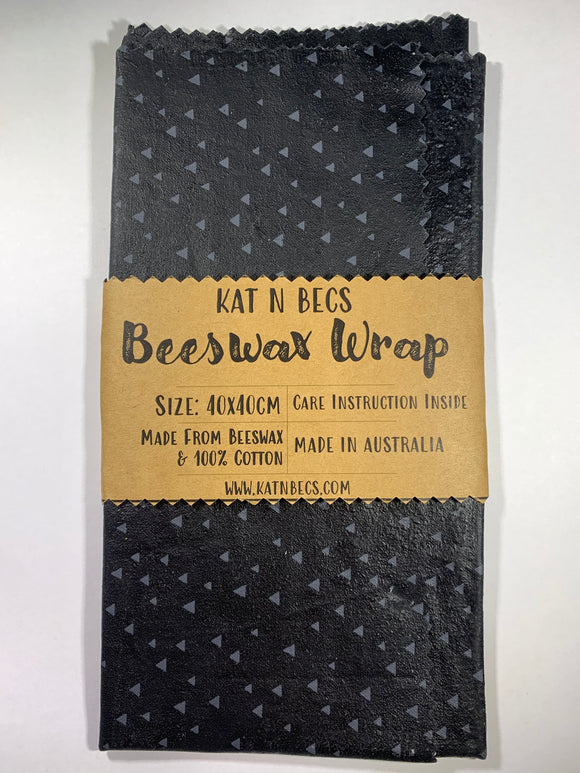 KAT N BECS
Beeswax Wrap
SIZE: 40X40CM
CARE INSTRUCTION INSIDE
MADE FROM BEESWAX
& 100% COTTON
MADE IN AUSTRALIA
WWW.KATNBECS.COM